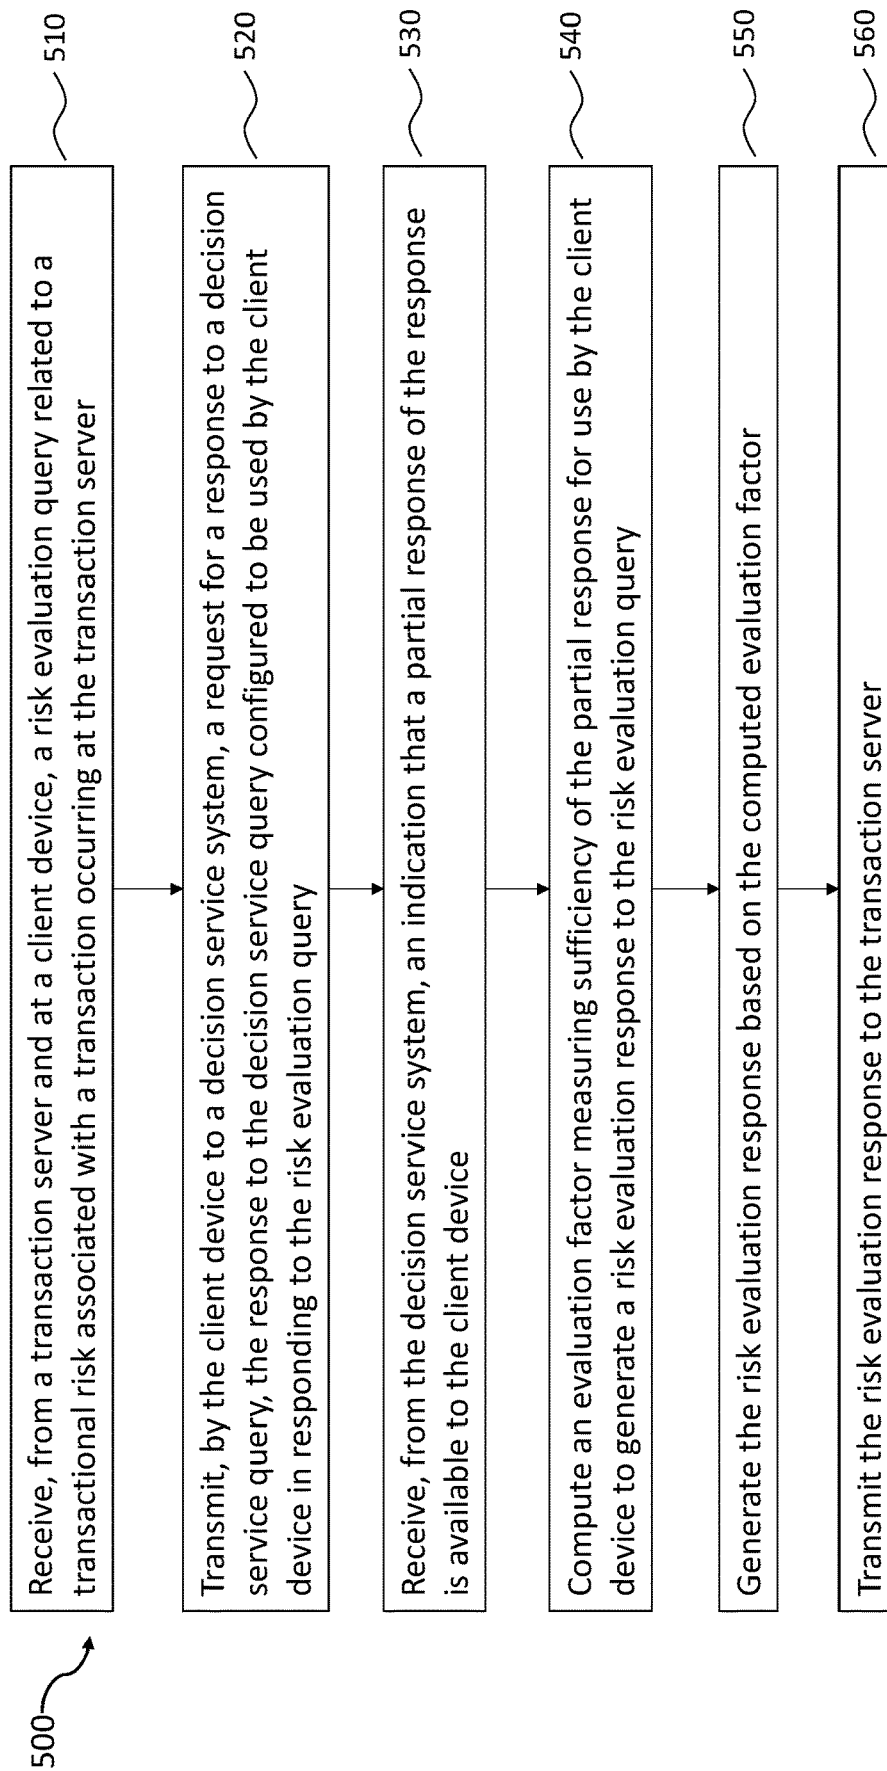 500
Receive, from a transaction server and at a client device, a risk evaluation query related to a
transactional risk associated with a transaction occurring at the transaction server
510
Transmit, by the client device to a decision service system, a request for a response to a decision
service query, the response to the decision service query configured to be used by the client
device in responding to the risk evaluation query
520
Receive, from the decision service system, an indication that a partial response of the response
is available to the client device
530
Compute an evaluation factor measuring sufficiency of the partial response for use by the client
device to generate a risk evaluation response to the risk evaluation query
540
Generate the risk evaluation response based on the computed evaluation factor
550
Transmit the risk evaluation response to the transaction server
560